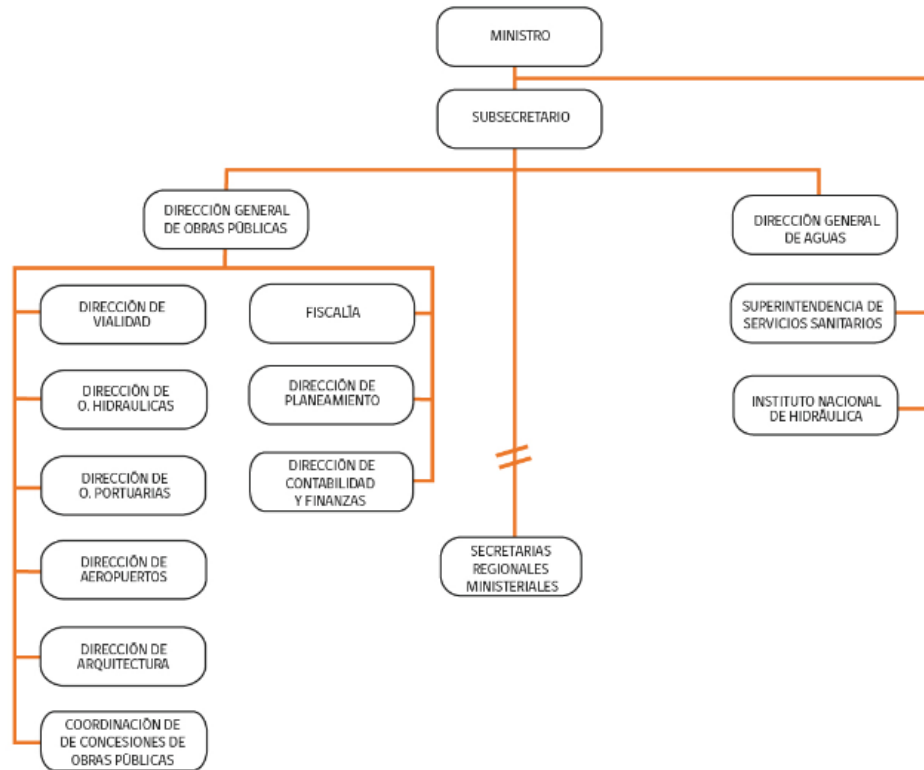 MINISTRO
SUBSECRETARIO
DIRECCIÓN GENERAL
DE OBRAS PÚBLICAS
DIRECCIÓN GENERAL
DE AGUAS
DIRECCIÓN DE
VIALIDAD
FISCALÍA
SUPERINTENDENCIA DE
SERVICIOS SANITARIOS
DIRECCIÓN DE
O. HIDRAULICAS
DIRECCIÓN DE
PLANEAMIENTO
INSTITUTO NACIONAL
DE HIDRÁULICA
DIRECCIÓN DE
O. PORTUARIAS
DIRECCIÓN DE
CONTABILIDAD
Y FINANZAS
DIRECCIÓN DE
AEROPUERTOS
SECRETARIAS
REGIONALES
MINISTERIALES
DIRECCIÓN DE
ARQUITECTURA
COORDINACIÓN DE
DE CONCESIONES DE
OBRAS PÚBLICAS